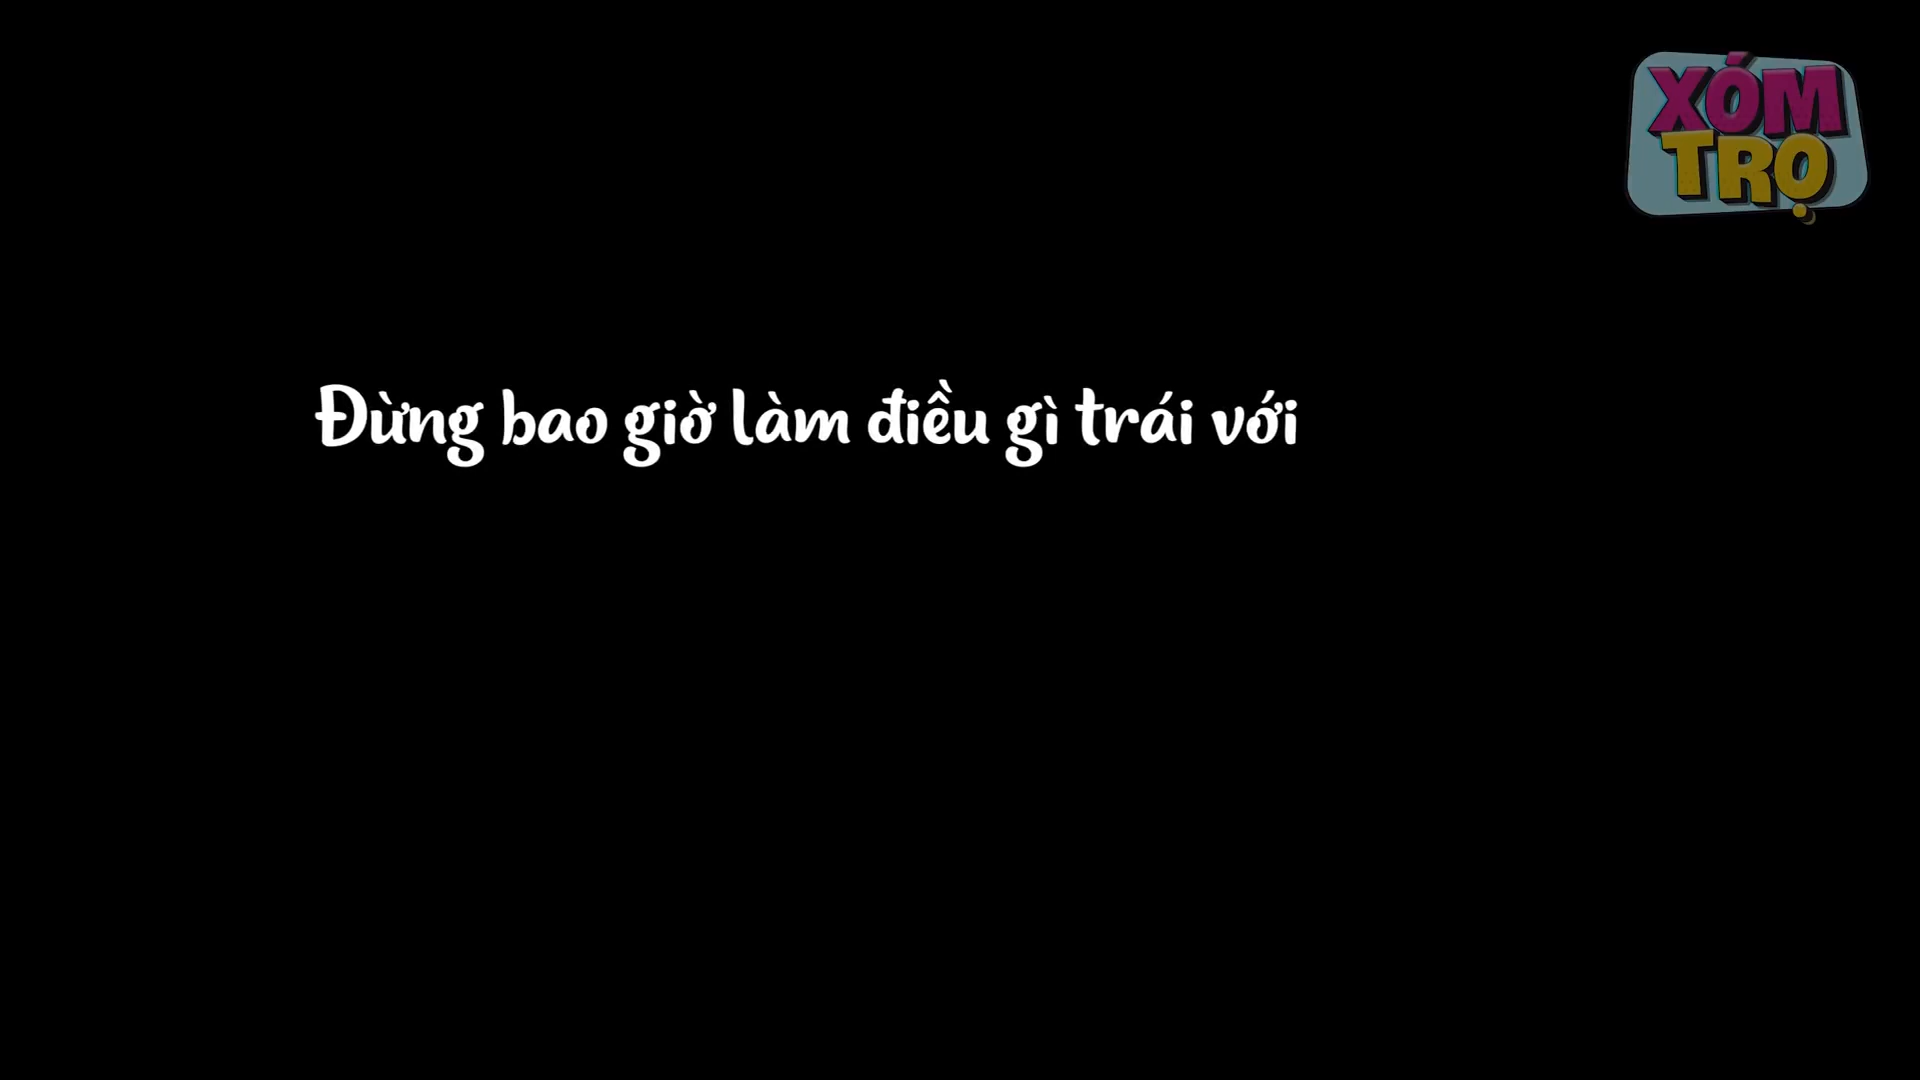 XÓM
TRỌ
Đừng bao giờ làm điều gì trái với